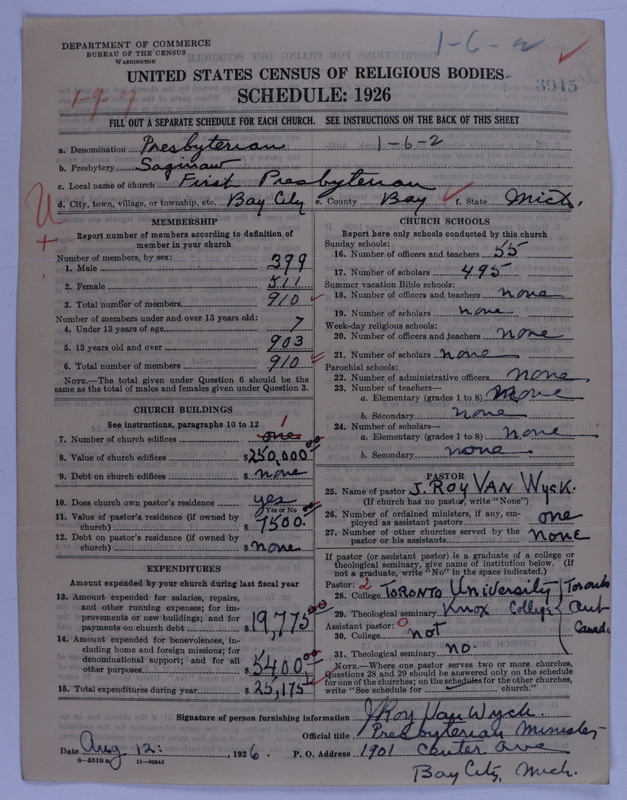 DEPARTMENT OF COMMERCE
BUREAU OF THE CENSUS
WASHINGTON
1-6-2
UNITED STATES CENSUS OF RELIGIOUS BODIES
SCHEDULE: 1926
3945
1-9-9
FILL OUT A SEPARATE SCHEDULE FOR EACH CHURCH. SEE INSTRUCTIONS ON THE BACK OF THIS SHEET
a. Denomination Presbyterian 1-6-2
b. Presbytery Saginaw
c. Local name of church First Presbyterian
d. City, town, village, or township, etc. Bay City e. County Bay f. State Mich.
MEMBERSHIP
Report number of members according to definition of
member in your church
Number of members, by sex:
1. Male 399
2. Female 511
3. Total number of members 910
Number of members under and over 13 years old:
4. Under 13 years of age 7
5. 13 years old and over 903
6. Total number of members 910
NOTE.—The total given under Question 6 should be the
same as the total of males and females given under Question 3.
CHURCH BUILDINGS
See instructions, paragraphs 10 to 12
7. Number of church edifices one 1
8. Value of church edifices $250,000.00
9. Debt on church edifices $ none
10. Does church own pastor's residence yes
Yes or No
11. Value of pastor's residence (if owned by
church) $ 7500.00
12. Debt on pastor's residence (if owned by
church) $ none
EXPENDITURES
Amount expended by your church during last fiscal year
13. Amount expended for salaries, repairs,
and other running expenses; for im-
provements or new buildings; and for
payments on church debt $19,775.00
14. Amount expended for benevolences, in-
cluding home and foreign missions; for
denominational support; and for all
other purposes $5400.00
15. Total expenditures during year $25,175
CHURCH SCHOOLS
Report here only schools conducted by this church
Sunday schools:
16. Number of officers and teachers 55
17. Number of scholars 495
Summer vacation Bible schools:
18. Number of officers and teachers none
19. Number of scholars none
Week-day religious schools:
20. Number of officers and teachers none
21. Number of scholars none
Parochial schools:
22. Number of administrative officers none
23. Number of teachers—
a. Elementary (grades 1 to 8) none
b. Secondary none
24. Number of scholars—
a. Elementary (grades 1 to 8) none
b. Secondary none
PASTOR
25. Name of pastor J. ROY VAN WYCK.
(If church has no pastor, write "None")
26. Number of ordained ministers, if any, em-
ployed as assistant pastors one
27. Number of other churches served by the
pastor or his assistants none
If pastor (or assistant pastor) is a graduate of a college or
theological seminary, give name of institution below. (If
not a graduate, write "No" in the space indicated.)
Pastor: 2
28. College TORONTO University
29. Theological seminary Knox College
Toronto
Ont
Canada
Assistant pastor: 0
30. College not
31. Theological seminary no.
NOTE.—Where one pastor serves two or more churches,
Questions 28 and 29 should be answered only on the schedule
for one of the churches; on the schedules for the other churches,
write "See schedule for church."
Signature of person furnishing information J Roy Van Wyck.
Official title Presbyterian Minister
Date Aug 12: , 1926. P. O. Address 1901 Center Ave
8—5518a 11—9034d
Bay City, Mich.